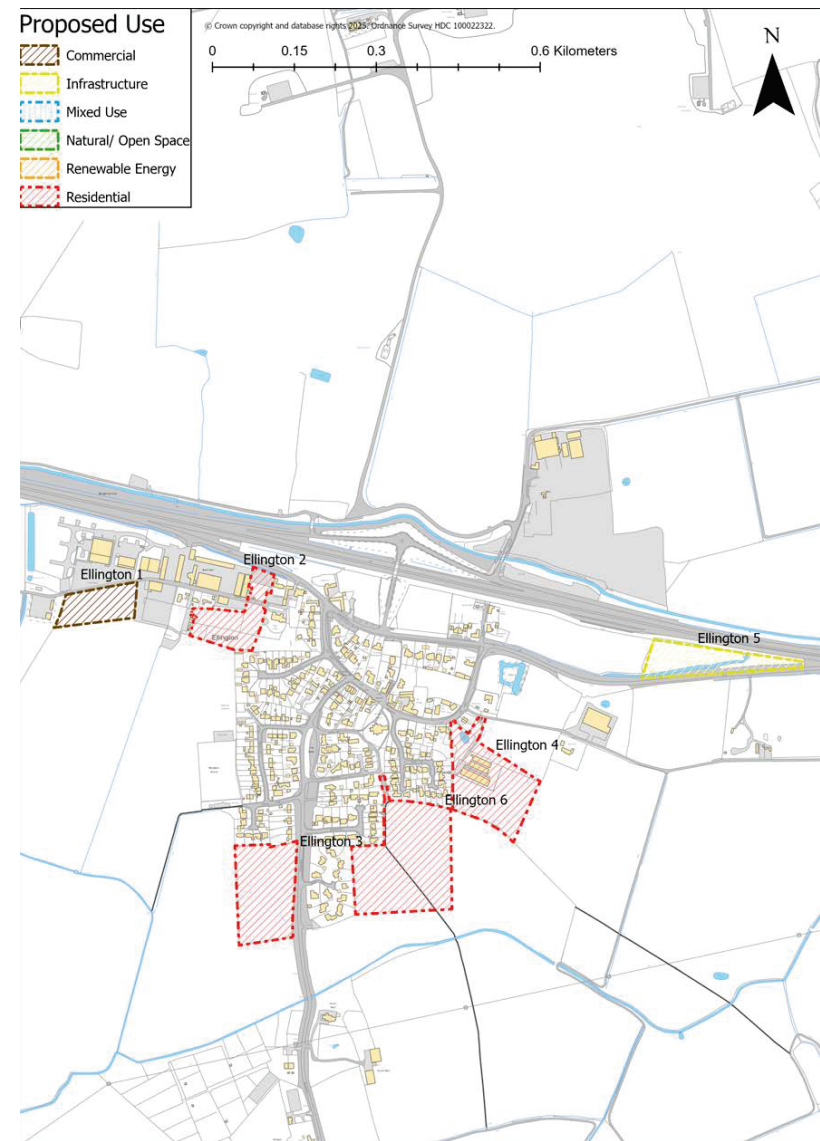 Proposed Use
Commercial
Infrastructure
Mixed Use
Natural/ Open Space
Renewable Energy
Residential
© Crown copyright and database rights 2025. Ordnance Survey HDC 100022322.
0 0.15 0.3 0.6 Kilometers
N
Ellington 2
Ellington 1
Ellington
Ellington 5
Ellington 4
Ellington 6
Ellington 3